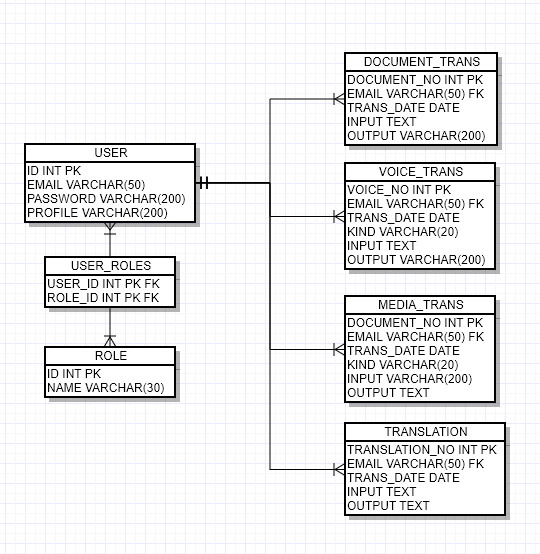 USER
ID INT PK
EMAIL VARCHAR(50)
PASSWORD VARCHAR(200)
PROFILE VARCHAR(200)
USER_ROLES
USER_ID INT PK FK
ROLE_ID INT PK FK
ROLE
ID INT PK
NAME VARCHAR(30)
DOCUMENT_TRANS
DOCUMENT_NO INT PK
EMAIL VARCHAR(50) FK
TRANS_DATE DATE
INPUT TEXT
OUTPUT VARCHAR(200)
VOICE_TRANS
VOICE_NO INT PK
EMAIL VARCHAR(50) FK
TRANS_DATE DATE
KIND VARCHAR(20)
INPUT TEXT
OUTPUT VARCHAR(200)
MEDIA_TRANS
DOCUMENT_NO INT PK
EMAIL VARCHAR(50) FK
TRANS_DATE DATE
KIND VARCHAR(20)
INPUT VARCHAR(200)
OUTPUT TEXT
TRANSLATION
TRANSLATION_NO INT PK
EMAIL VARCHAR(50) FK
TRANS_DATE DATE
INPUT TEXT
OUTPUT TEXT